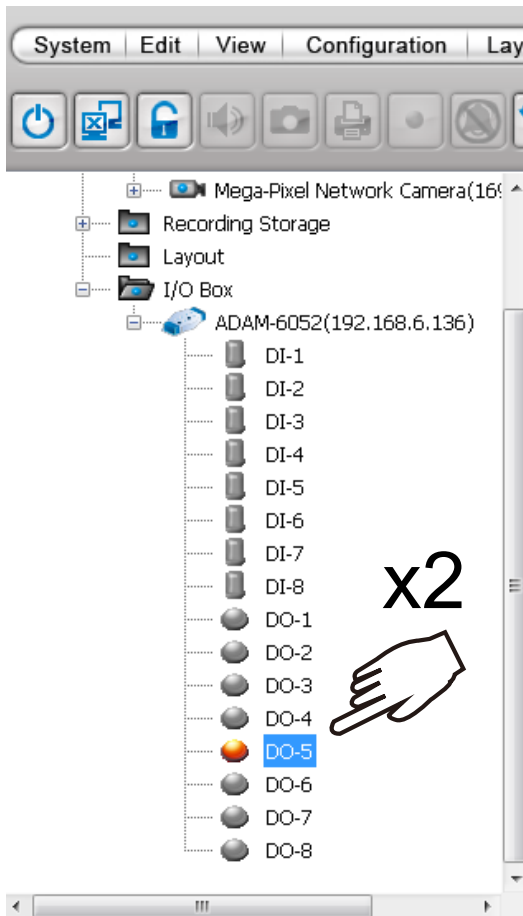 System Edit View Configuration Lay
Mega-Pixel Network Camera(169
Recording Storage
Layout
I/O Box
ADAM-6052(192.168.6.136)
DI-1
DI-2
DI-3
DI-4
DI-5
DI-6
DI-7
x2
DI-8
DO-1
DO-2
DO-3
DO-4
DO-5
DO-6
DO-7
DO-8